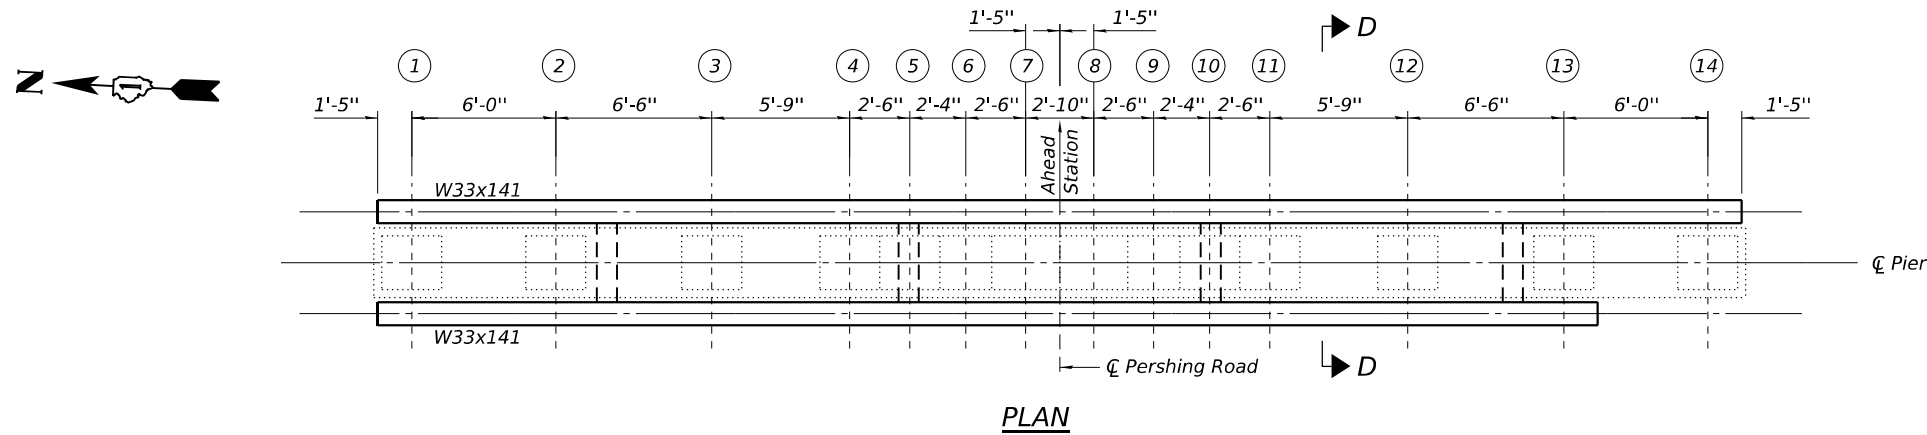 1'-5" 1'-5" D
N 1 2 3 4 5 6 7 8 9 10 11 12 13 14
1'-5" 6'-0" 6'-6" 5'-9" 2'-6" 2'-4" 2'-6" 2'-10" 2'-6" 2'-4" 2'-6" 5'-9" 6'-6" 6'-0" 1'-5"
Ahead
Station
W33x141
℄ Pier
W33x141
℄ Pershing Road D
PLAN